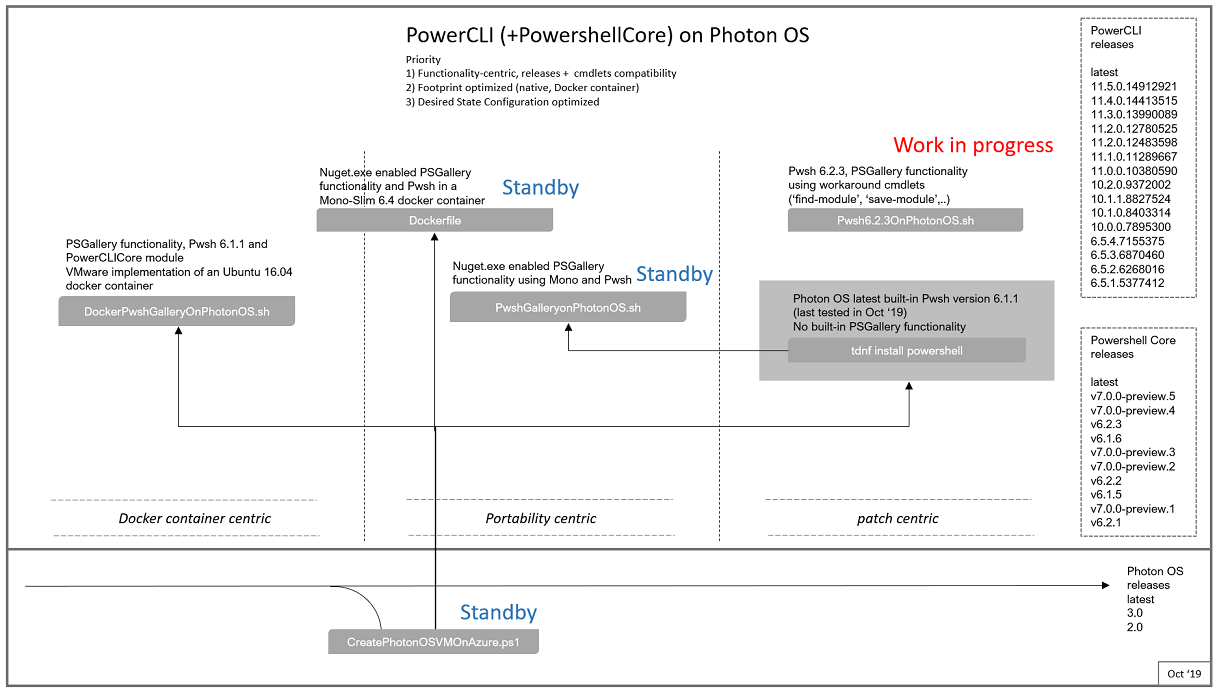 PowerCLI (+PowershellCore) on Photon OS
Priority
1) Functionality-centric, releases + cmdlets compatibility
2) Footprint optimized (native, Docker container)
3) Desired State Configuration optimized
PowerCLI
releases
latest
11.5.0.14912921
11.4.0.14413515
11.3.0.13990089
11.2.0.12780525
11.2.0.12483598
11.1.0.11289667
11.0.0.10380590
10.2.0.9372002
10.1.1.8827524
10.1.0.8403314
10.0.0.7895300
6.5.4.7155375
6.5.3.6870460
6.5.2.6268016
6.5.1.5377412
Work in progress
Nuget.exe enabled PSGallery
functionality and Pwsh in a
Mono-Slim 6.4 docker container
Standby
Dockerfile
Pwsh 6.2.3, PSGallery functionality
using workaround cmdlets
(‘find-module’, ‘save-module’,..)
Pwsh6.2.3OnPhotonOS.sh
PSGallery functionality, Pwsh 6.1.1 and
PowerCLICore module
VMware implementation of an Ubuntu 16.04
docker container
DockerPwshGalleryOnPhotonOS.sh
Nuget.exe enabled PSGallery
functionality using Mono and Pwsh
Standby
PwshGalleryonPhotonOS.sh
Photon OS latest built-in Pwsh version 6.1.1
(last tested in Oct ‘19)
No built-in PSGallery functionality
tdnf install powershell
Powershell Core
releases
latest
v7.0.0-preview.5
v7.0.0-preview.4
v6.2.3
v6.1.6
v7.0.0-preview.3
v7.0.0-preview.2
v6.2.2
v6.1.5
v7.0.0-preview.1
v6.2.1
Docker container centric
Portability centric
patch centric
Photon OS
releases
latest
3.0
2.0
Standby
CreatePhotonOSVMOnAzure.ps1
Oct ‘19